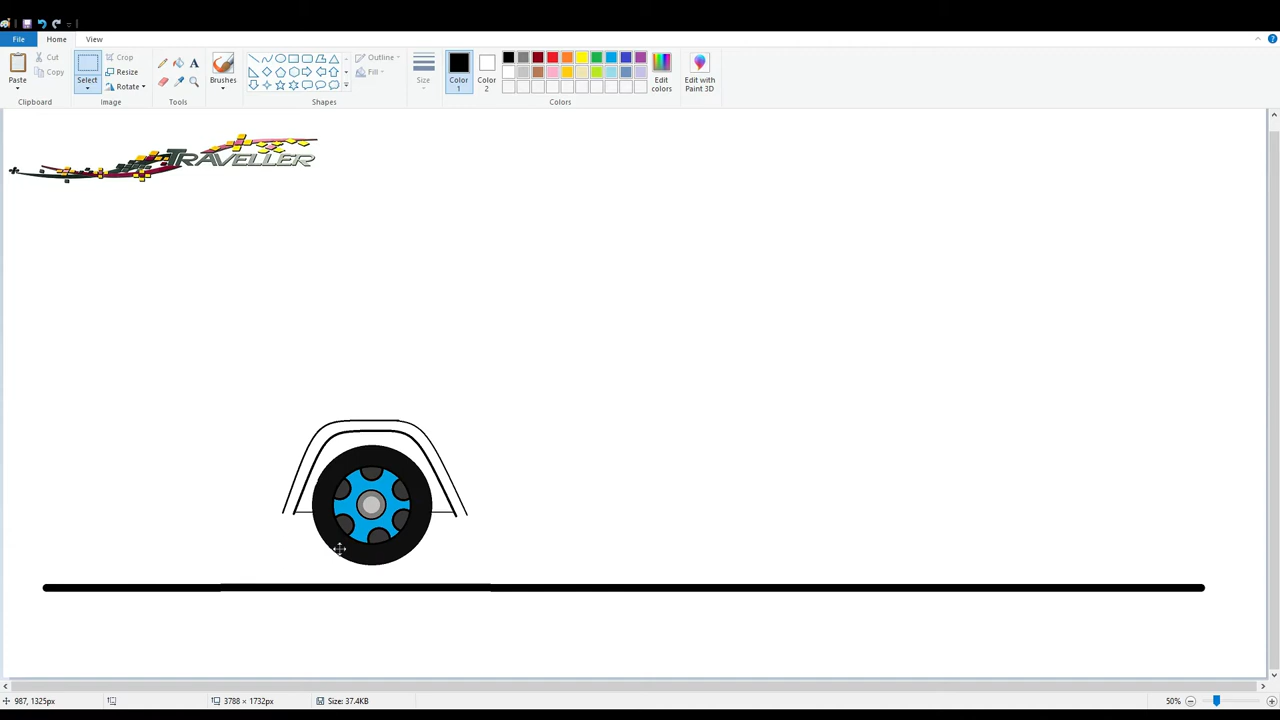 File Home View
Paste
Cut
Copy
Clipboard
Select
Crop
Resize
Rotate
Image
A
Tools
Brushes
Shapes
Outline
Fill
Size
Color 1
Color 2
Colors
Edit colors
Edit with Paint 3D
TRAVELLER
987, 1325px 3788 × 1732px Size: 37.4KB 50%